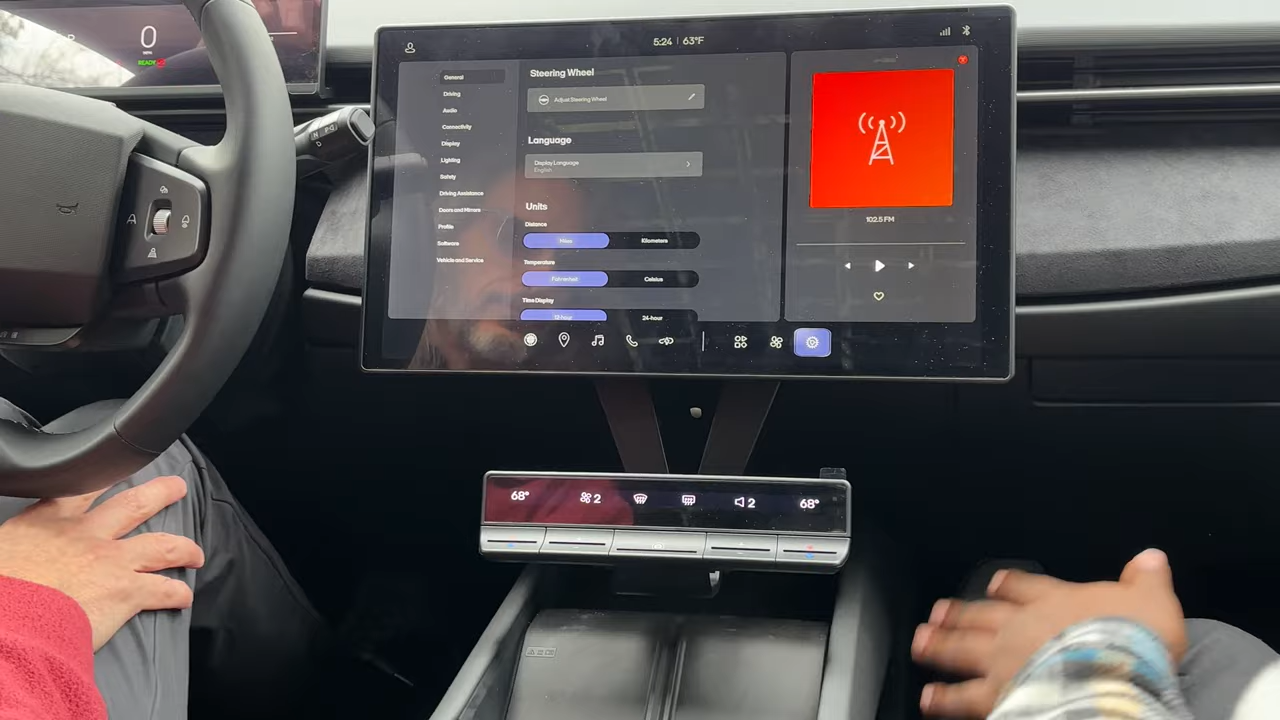 0
MPH
READY
N P
D
5:24 | 63°F
General
Driving
Audio
Connectivity
Display
Lighting
Safety
Driving Assistance
Doors and Mirrors
Profile
Software
Vehicle and Service
Steering Wheel
Adjust Steering Wheel
Language
Display Language
English
Units
Distance
Miles Kilometers
Temperature
Fahrenheit Celsius
Time Display
12-hour 24-hour
102.5 FM
68° 2 2 68°